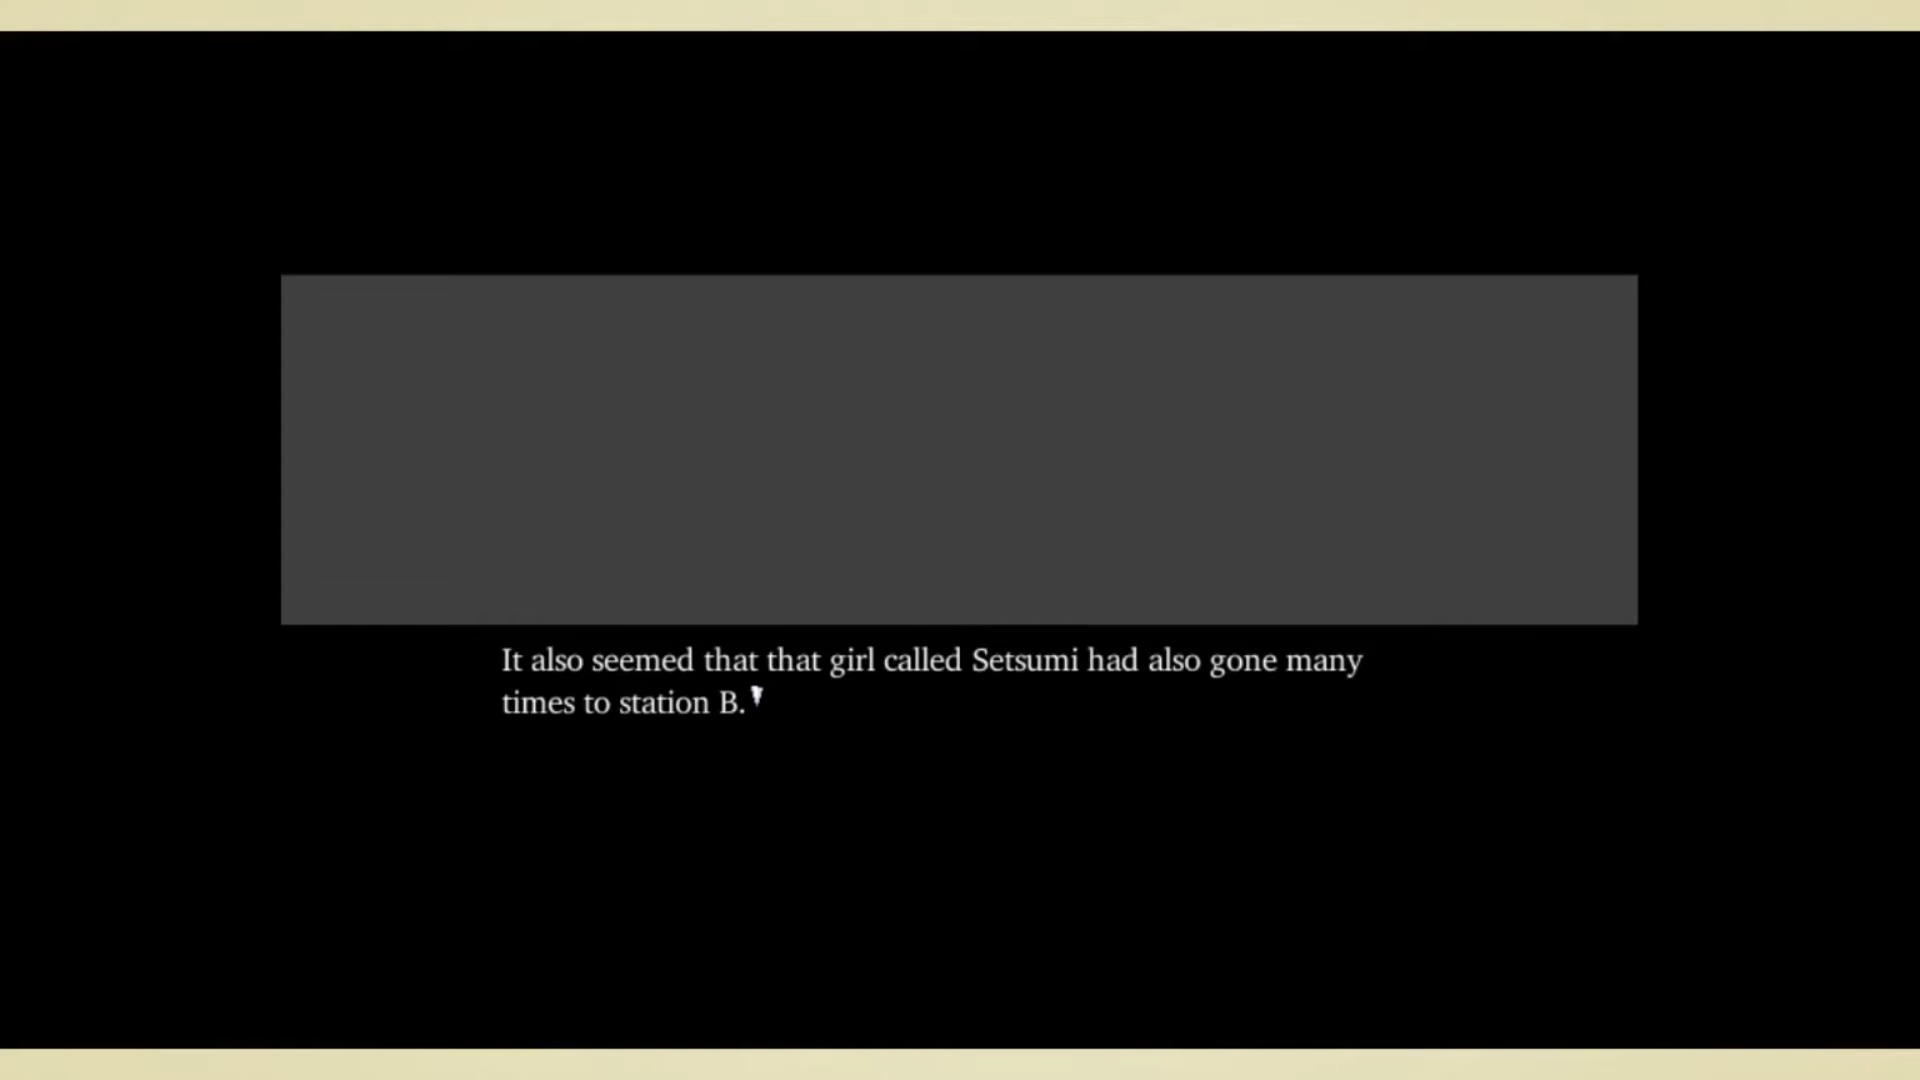 It also seemed that that girl called Setsumi had also gone many
times to station B.